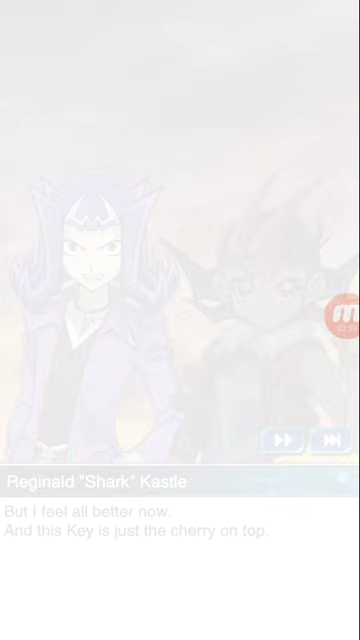 Reginald "Shark" Kastle
But I feel all better now.
And this Key is just the cherry on top.